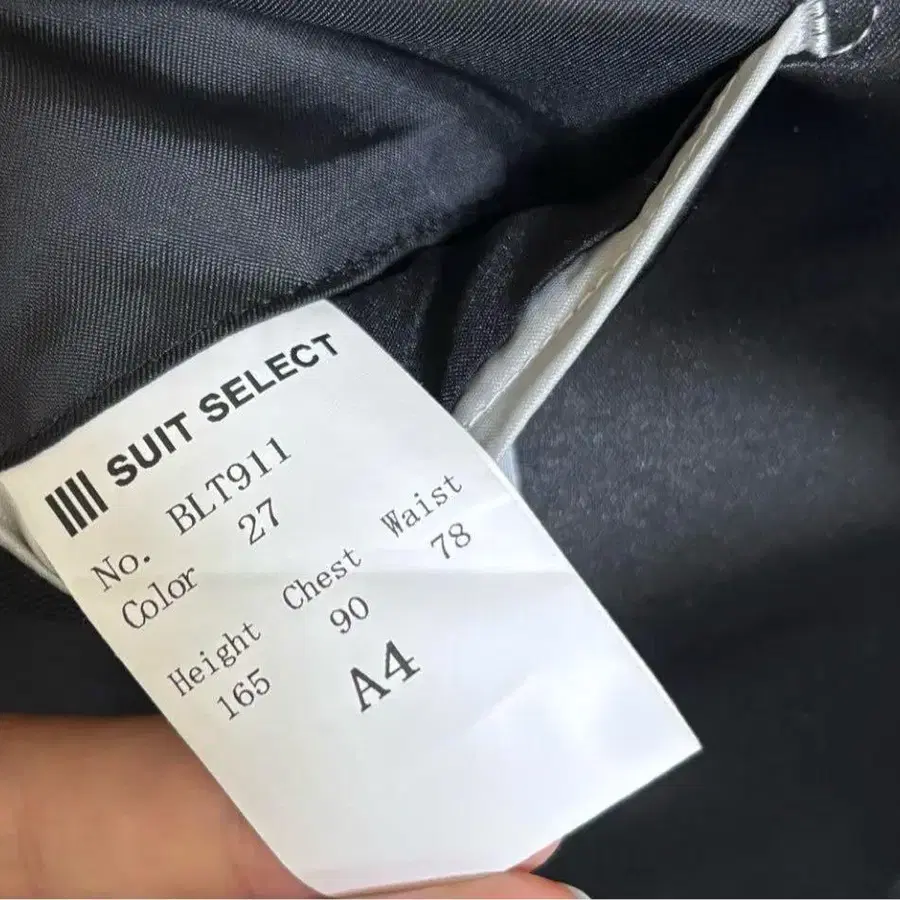 SUIT SELECT
No. BLT911
Color 27
Height Chest Waist
165 90 78
A4